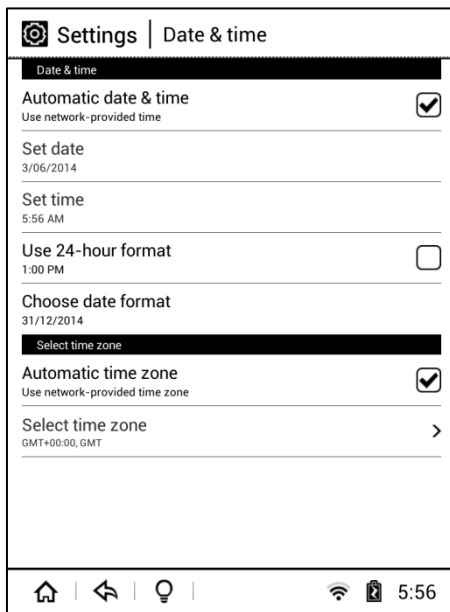 Settings | Date & time
Date & time
Automatic date & time
Use network-provided time
Set date
3/06/2014
Set time
5:56 AM
Use 24-hour format
1:00 PM
Choose date format
31/12/2014
Select time zone
Automatic time zone
Use network-provided time zone
Select time zone
GMT+00:00, GMT
5:56